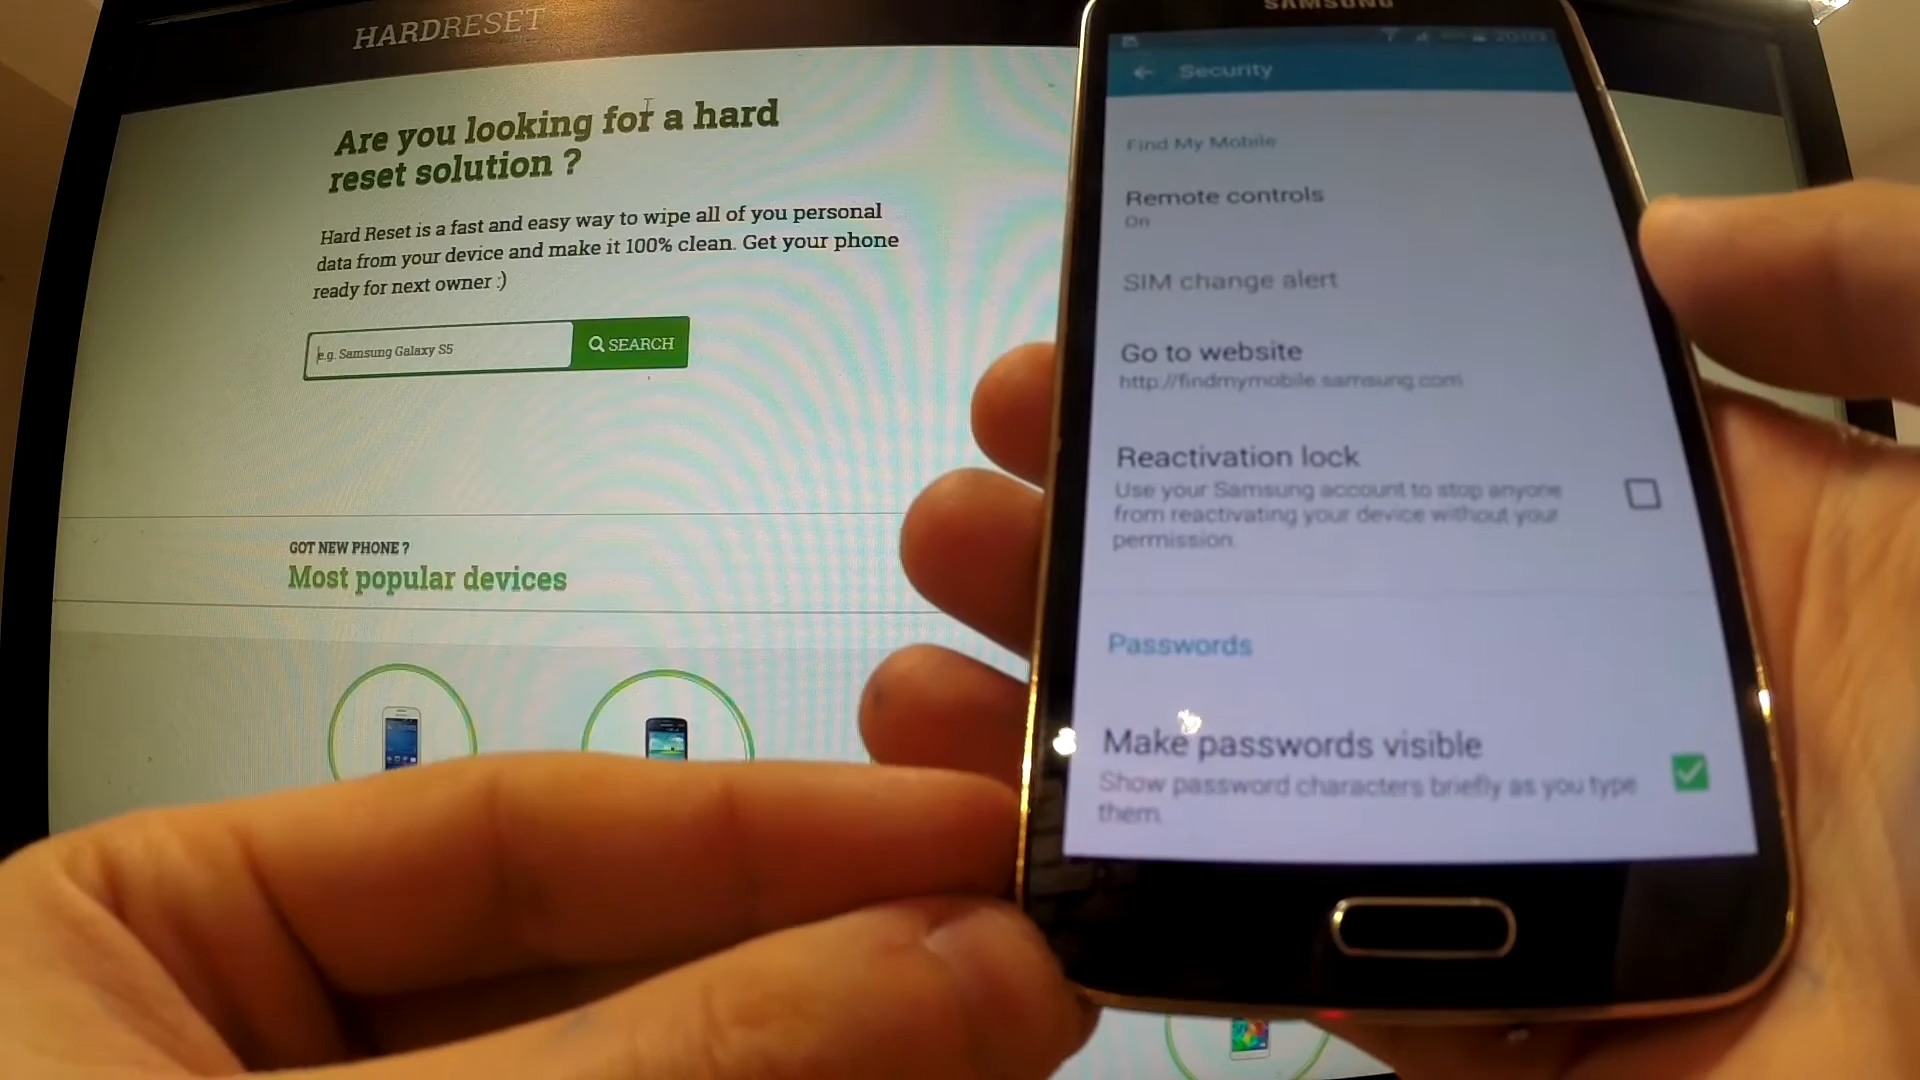 HARDRESET
Are you looking for a hard
reset solution ?
Hard Reset is a fast and easy way to wipe all of you personal
data from your device and make it 100% clean. Get your phone
ready for next owner :)
e.g. Samsung Galaxy S5
SEARCH
GOT NEW PHONE ?
Most popular devices
SAMSUNG
Security
Find My Mobile
Remote controls
On
SIM change alert
Go to website
http://findmymobile.samsung.com
Reactivation lock
Use your Samsung account to stop anyone
from reactivating your device without your
permission.
Passwords
Make passwords visible
Show password characters briefly as you type
them.